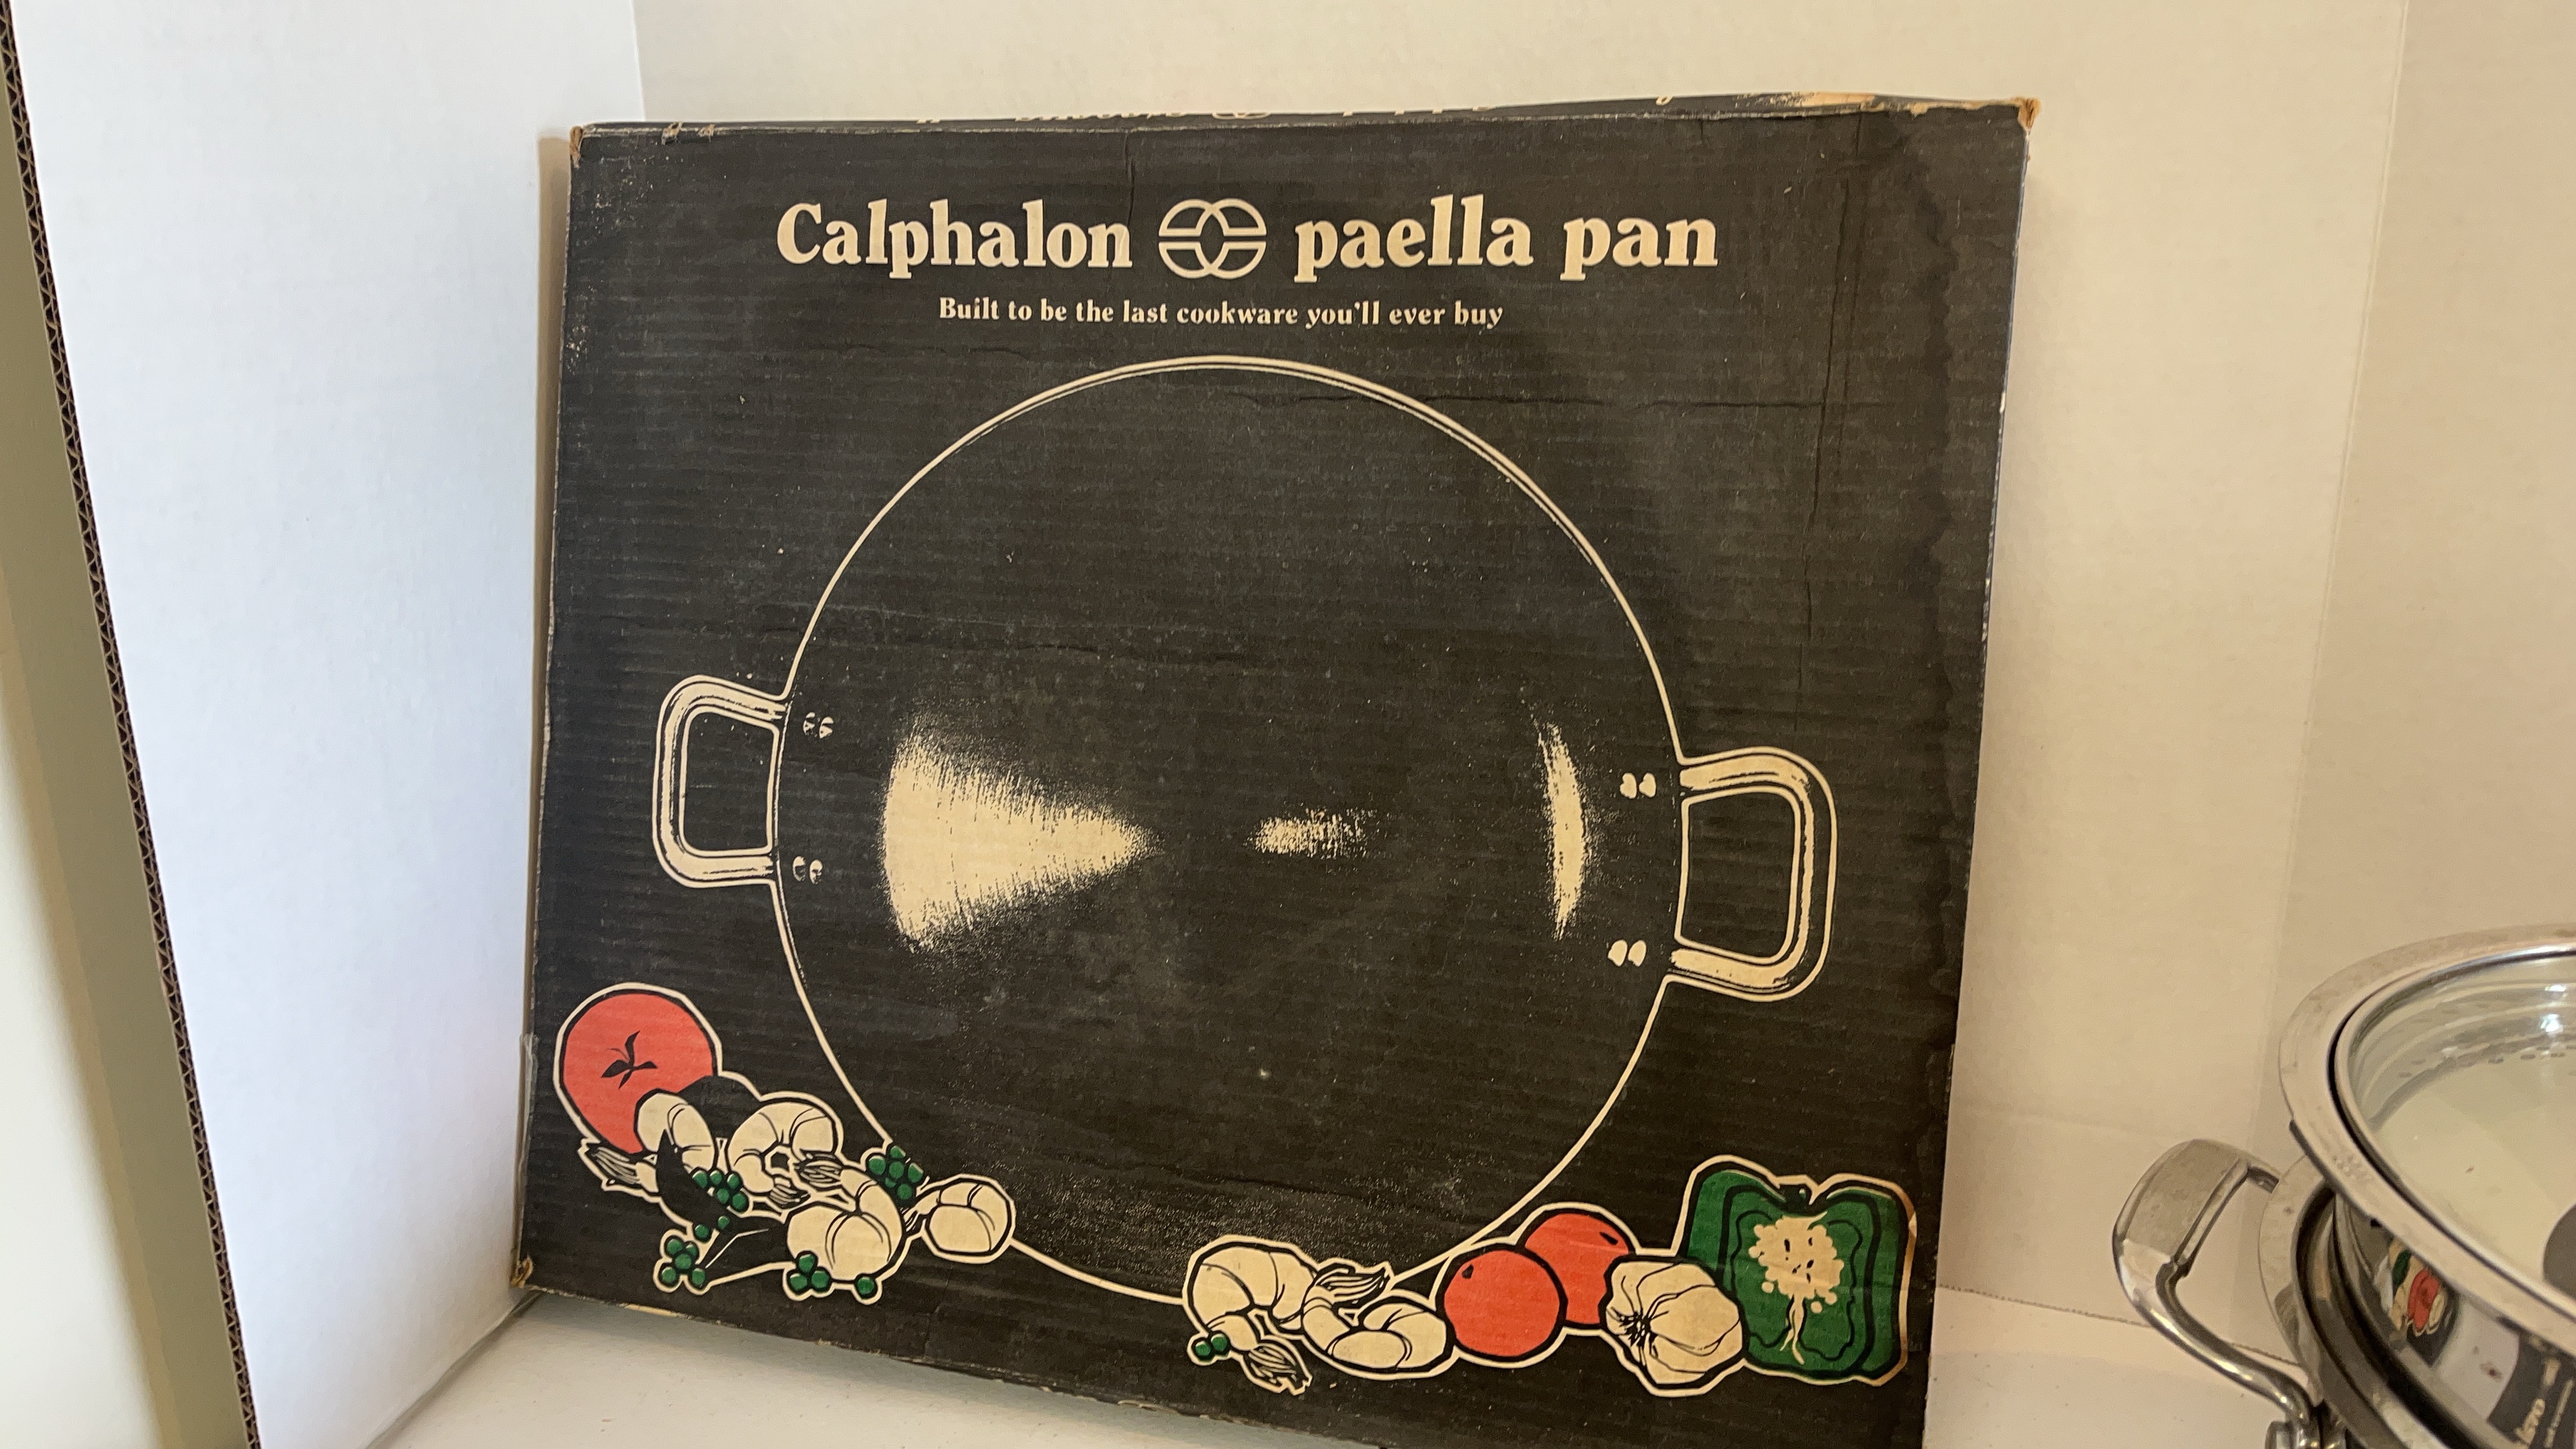 Calphalon paella pan
Built to be the last cookware you'll ever buy